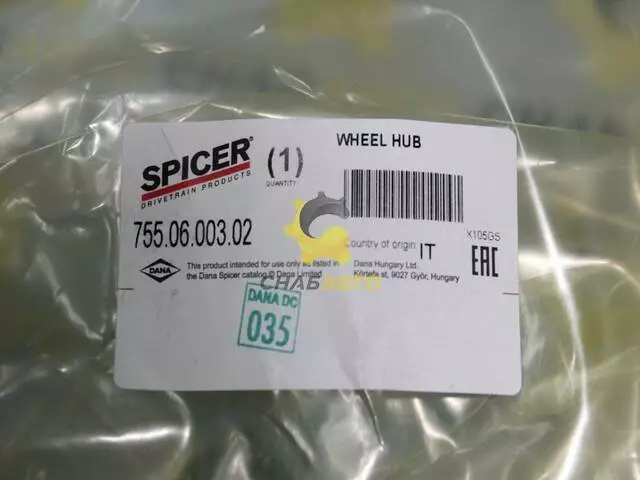 SPICER®
DRIVETRAIN PRODUCTS
(1)
QUANTITY
WHEEL HUB
755.06.003.02
Country of origin: IT
X105GS
DANA
This product intended for use only as listed in
the Dana Spicer catalog © Dana Limited
Dana Hungary Ltd.
Körtefa st, 9027 Győr, Hungary
EAC
СНАБАВТО
DANA DC
035